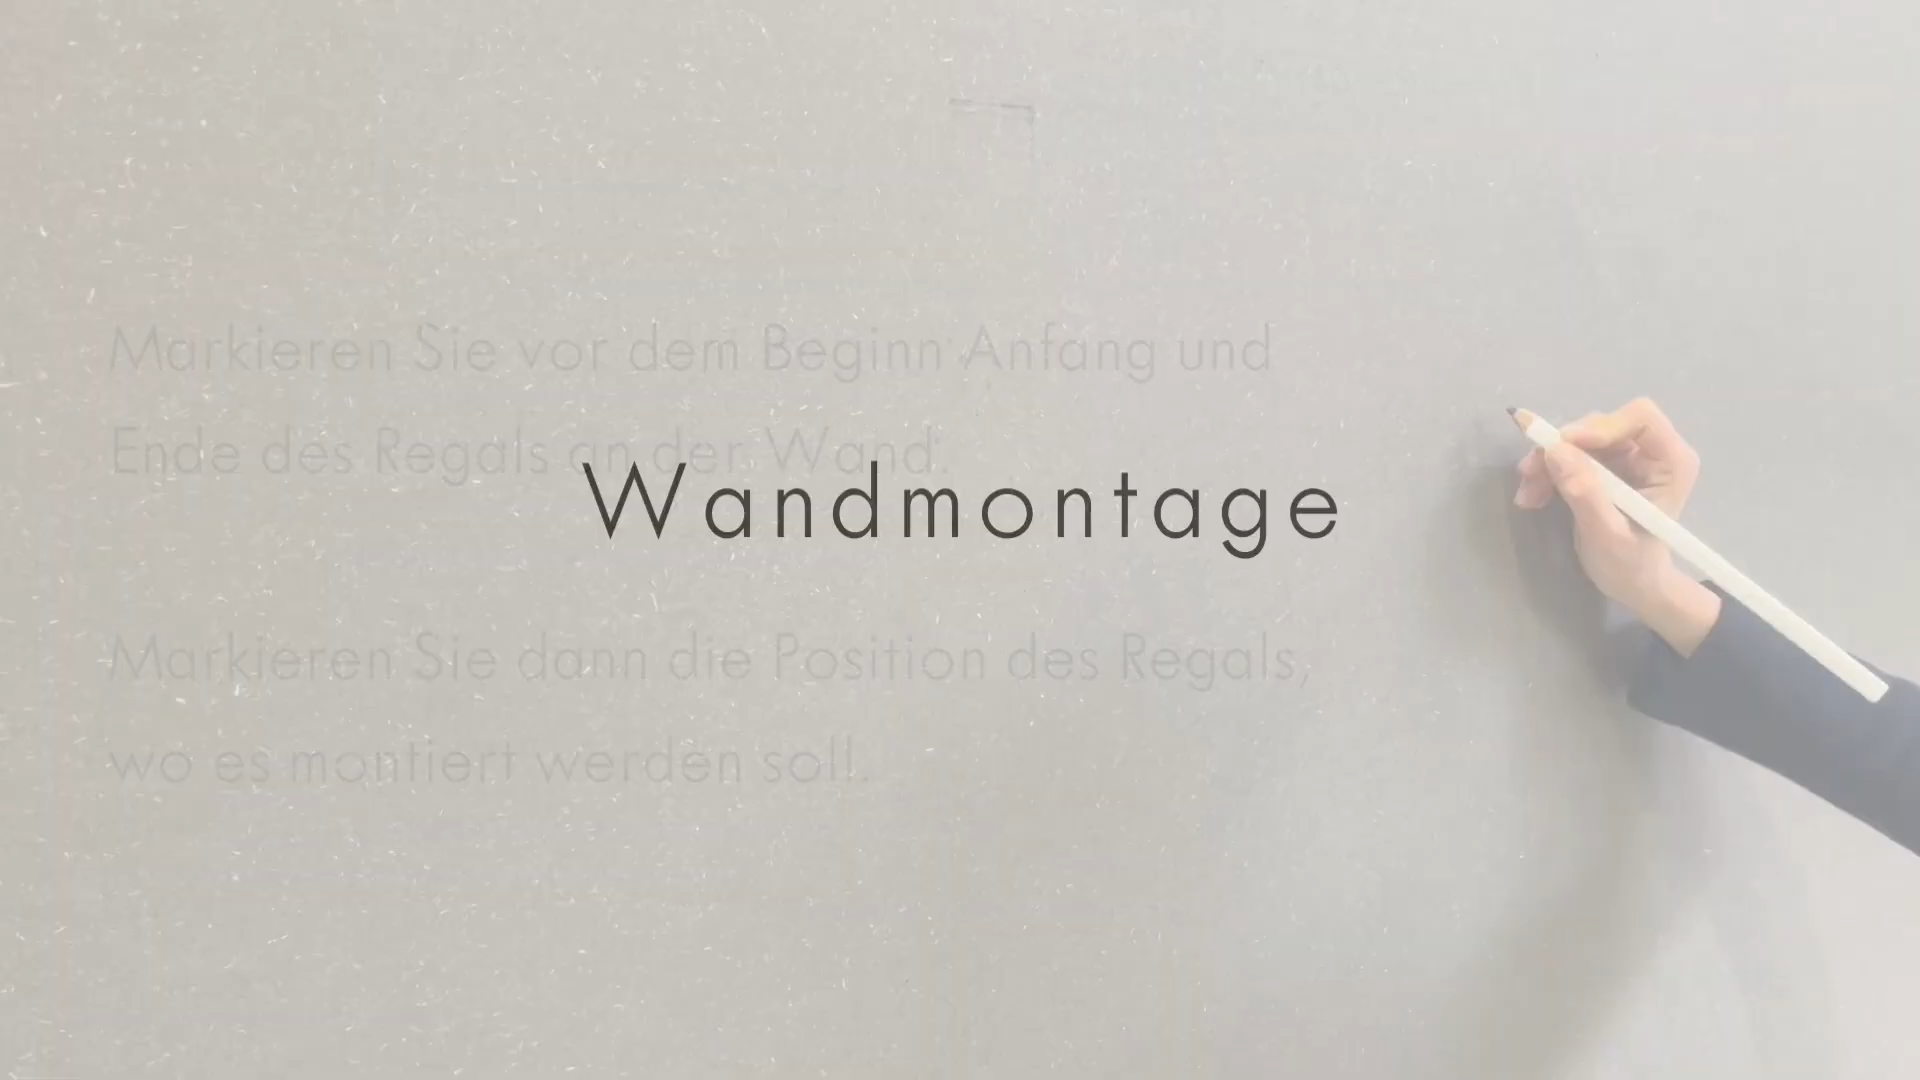 Markieren Sie vor dem Beginn Anfang und
Ende des Regals an der Wand.
Wandmontage
Markieren Sie dann die Position des Regals,
wo es montiert werden soll.